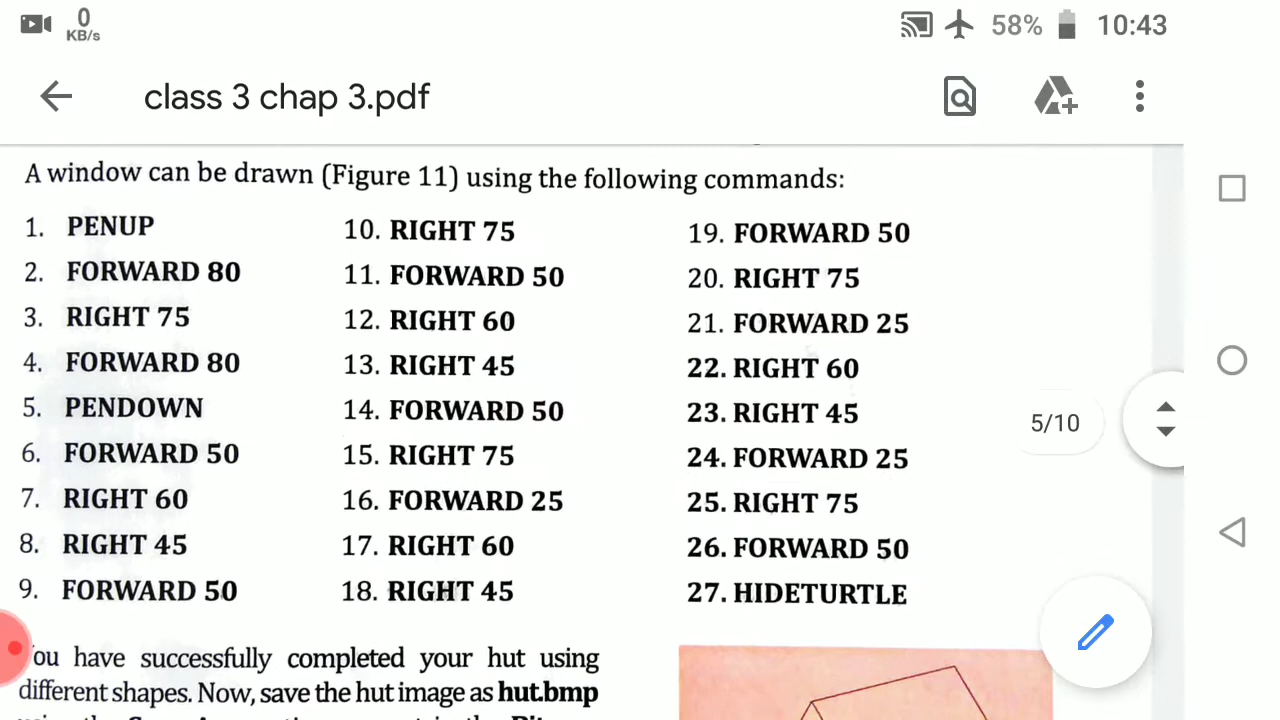 0
KB/s
58%
10:43
class 3 chap 3.pdf
A window can be drawn (Figure 11) using the following commands:
1. PENUP
2. FORWARD 80
3. RIGHT 75
4. FORWARD 80
5. PENDOWN
6. FORWARD 50
7. RIGHT 60
8. RIGHT 45
9. FORWARD 50
10. RIGHT 75
11. FORWARD 50
12. RIGHT 60
13. RIGHT 45
14. FORWARD 50
15. RIGHT 75
16. FORWARD 25
17. RIGHT 60
18. RIGHT 45
19. FORWARD 50
20. RIGHT 75
21. FORWARD 25
22. RIGHT 60
23. RIGHT 45
24. FORWARD 25
25. RIGHT 75
26. FORWARD 50
27. HIDETURTLE
5/10
ou have successfully completed your hut using
different shapes. Now, save the hut image as hut.bmp